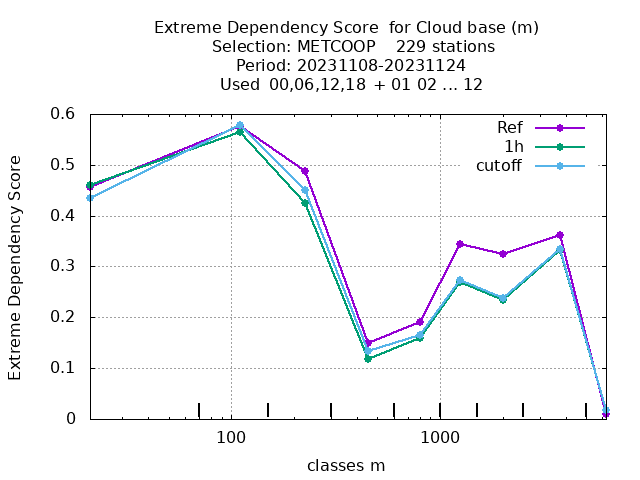 Extreme Dependency Score  for Cloud base (m)
Selection: METCOOP    229 stations
Period: 20231108-20231124
Used  00,06,12,18  + 01 02 ... 12
Ref
1h
cutoff
Extreme Dependency Score
0.6
0.5
0.4
0.3
0.2
0.1
0
100
1000
classes m